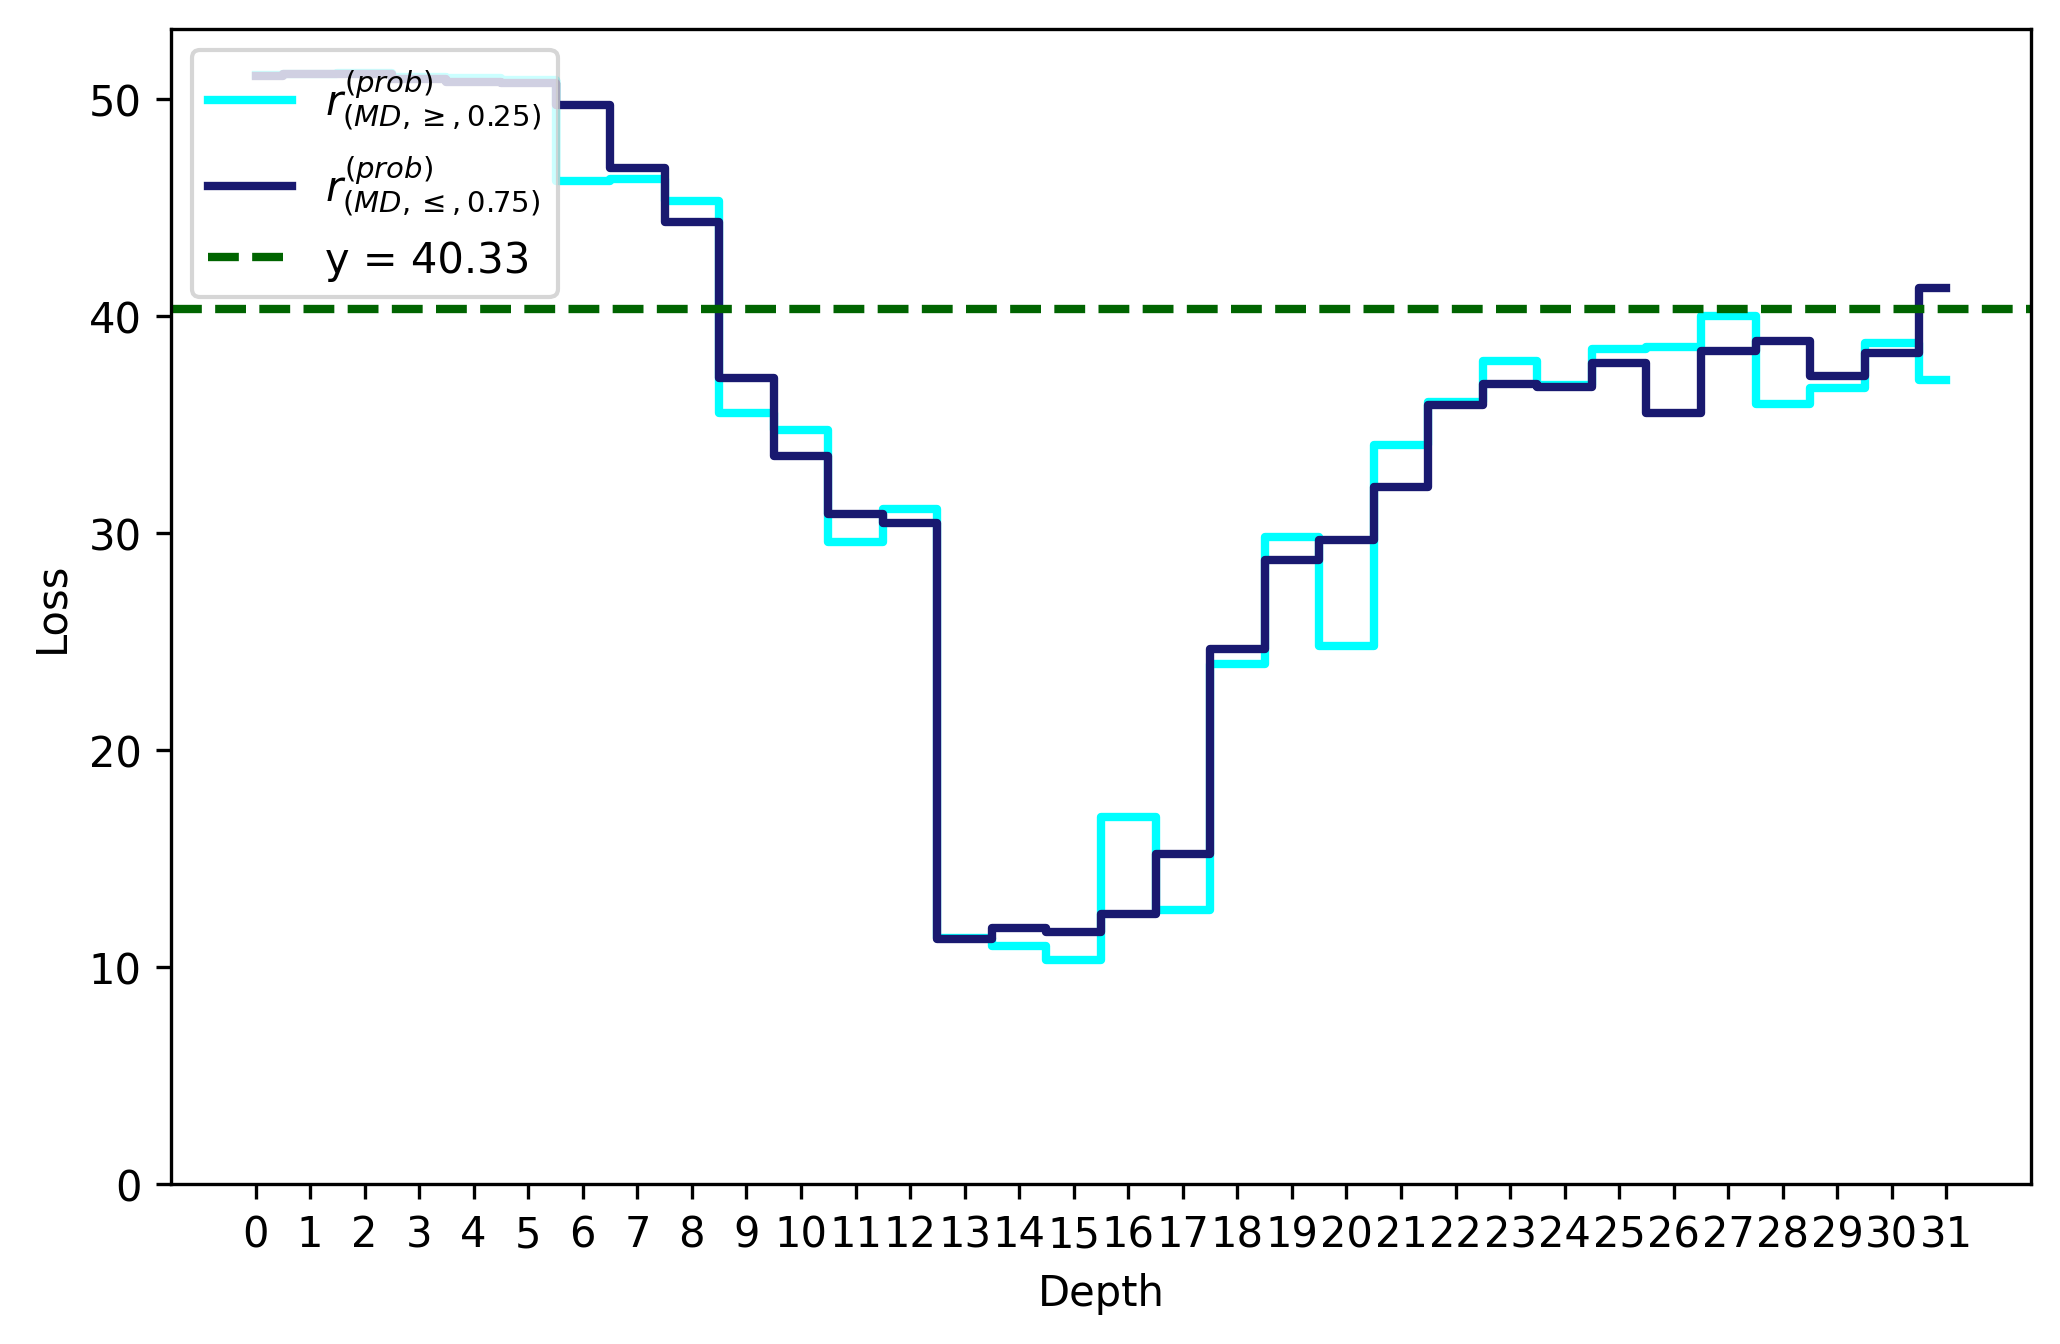 50
40
30
20
10
0
Loss
r(MD, ≥, 0.25)^(prob)
r(MD, ≤, 0.75)^(prob)
y = 40.33
0 1 2 3 4 5 6 7 8 9 10 11 12 13 14 15 16 17 18 19 20 21 22 23 24 25 26 27 28 29 30 31
Depth